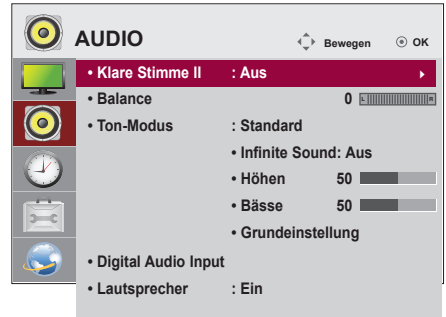 AUDIO Bewegen OK
• Klare Stimme II : Aus
• Balance 0 L R
• Ton-Modus : Standard
• Infinite Sound: Aus
• Höhen 50
• Bässe 50
• Grundeinstellung
• Digital Audio Input
• Lautsprecher : Ein